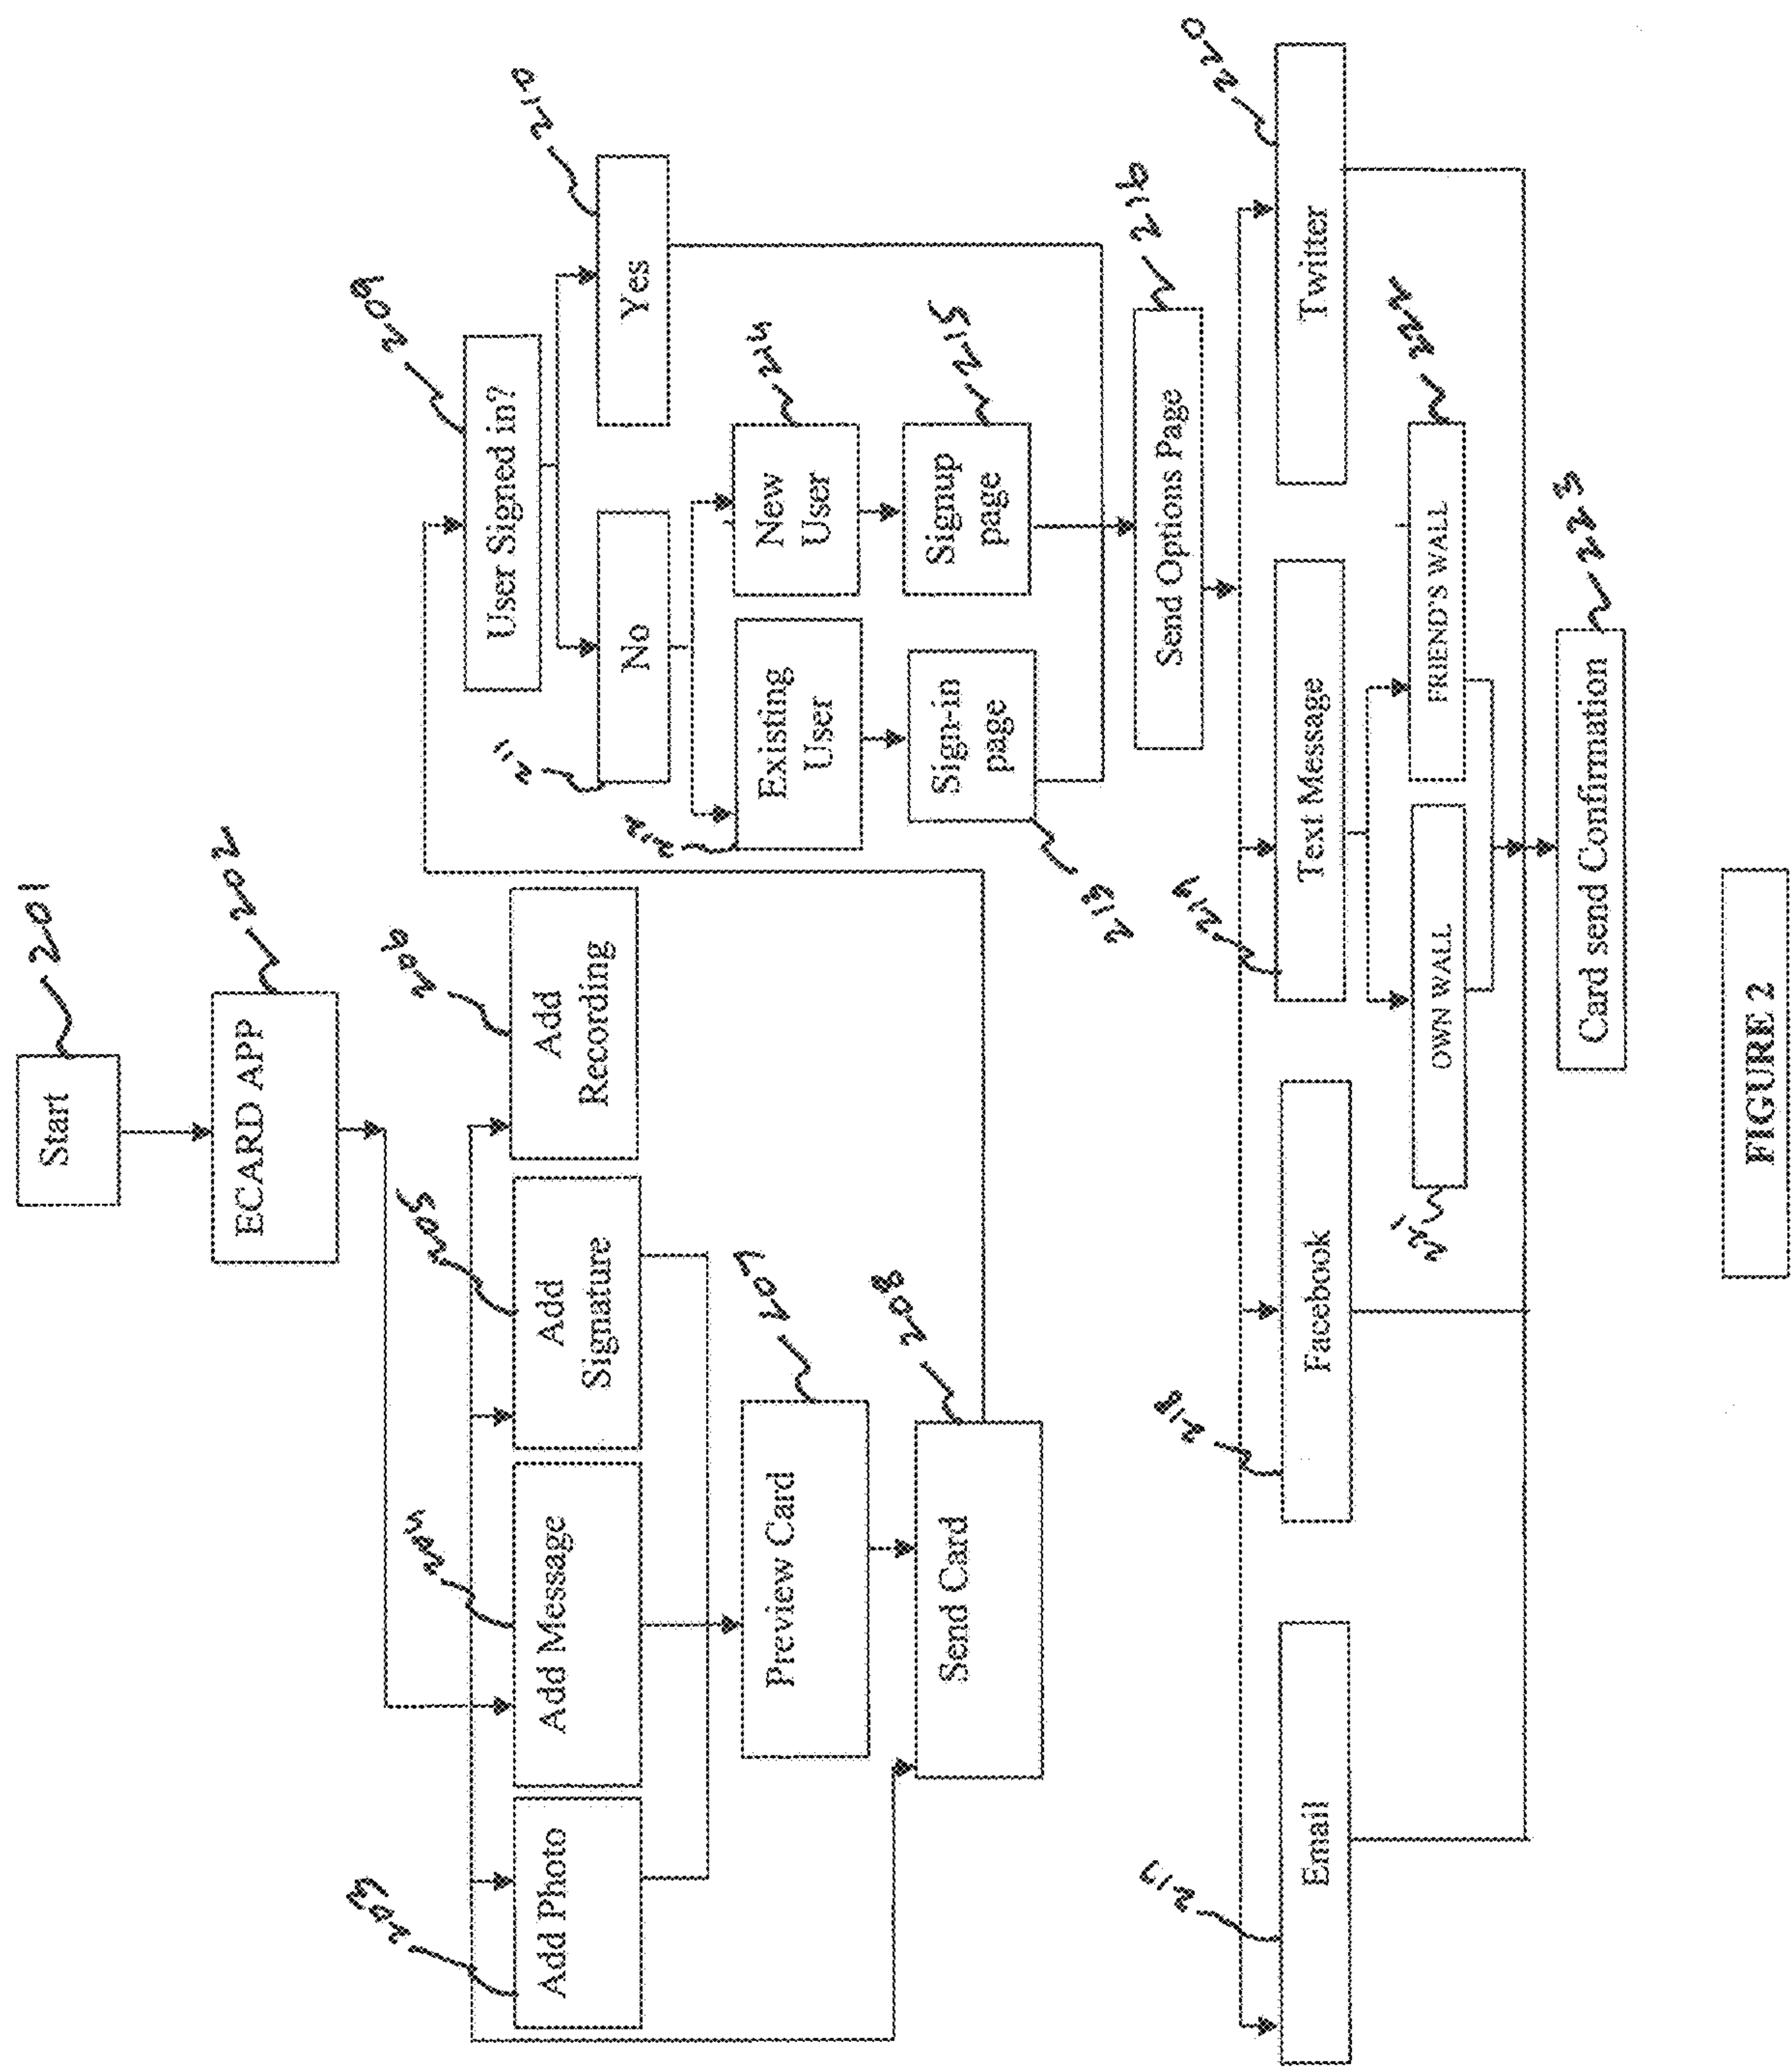 201
Start
202
ECARD APP
203
Add Photo
204
Add Message
205
Add
Signature
206
Add
Recording
207
Preview Card
208
Send Card
209
User Signed in?
210
Yes
211
No
212
Existing
User
213
Sign-in
page
214
New
User
215
Signup
page
216
Send Options Page
217
Email
218
Facebook
219
Text Message
220
Twitter
221
OWN WALL
222
FRIEND'S WALL
223
Card send Confirmation
FIGURE 2